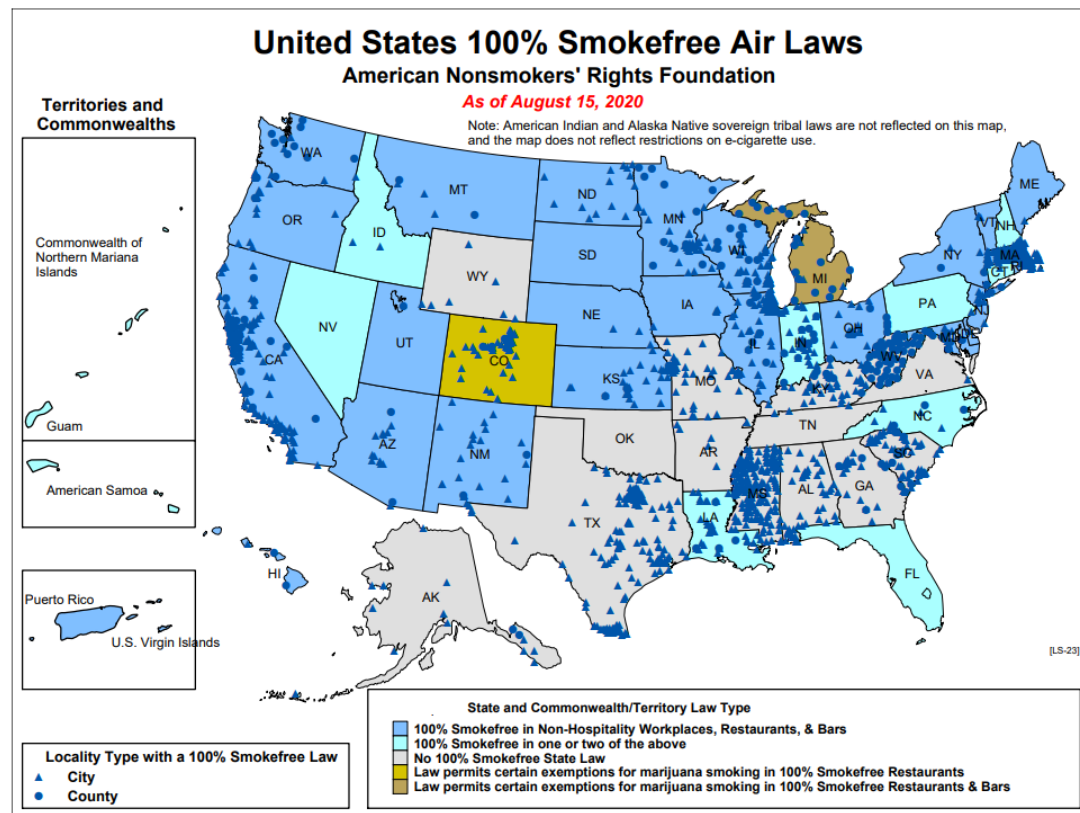 United States 100% Smokefree Air Laws
American Nonsmokers' Rights Foundation
As of August 15, 2020
Note: American Indian and Alaska Native sovereign tribal laws are not reflected on this map,
and the map does not reflect restrictions on e-cigarette use.
Territories and
Commonwealths
Commonwealth of
Northern Mariana
Islands
Guam
American Samoa
Puerto Rico
U.S. Virgin Islands
WA
OR
CA
NV
ID
MT
WY
UT
CO
AZ
NM
ND
SD
NE
KS
OK
TX
MN
IA
MO
AR
LA
WI
IL
MI
IN
OH
KY
TN
MS
AL
GA
FL
SC
NC
VA
WV
MD
DE
NJ
PA
NY
CT
RI
MA
VT
NH
ME
AK
HI
[LS-23]
Locality Type with a 100% Smokefree Law
City
County
State and Commonwealth/Territory Law Type
100% Smokefree in Non-Hospitality Workplaces, Restaurants, & Bars
100% Smokefree in one or two of the above
No 100% Smokefree State Law
Law permits certain exemptions for marijuana smoking in 100% Smokefree Restaurants
Law permits certain exemptions for marijuana smoking in 100% Smokefree Restaurants & Bars